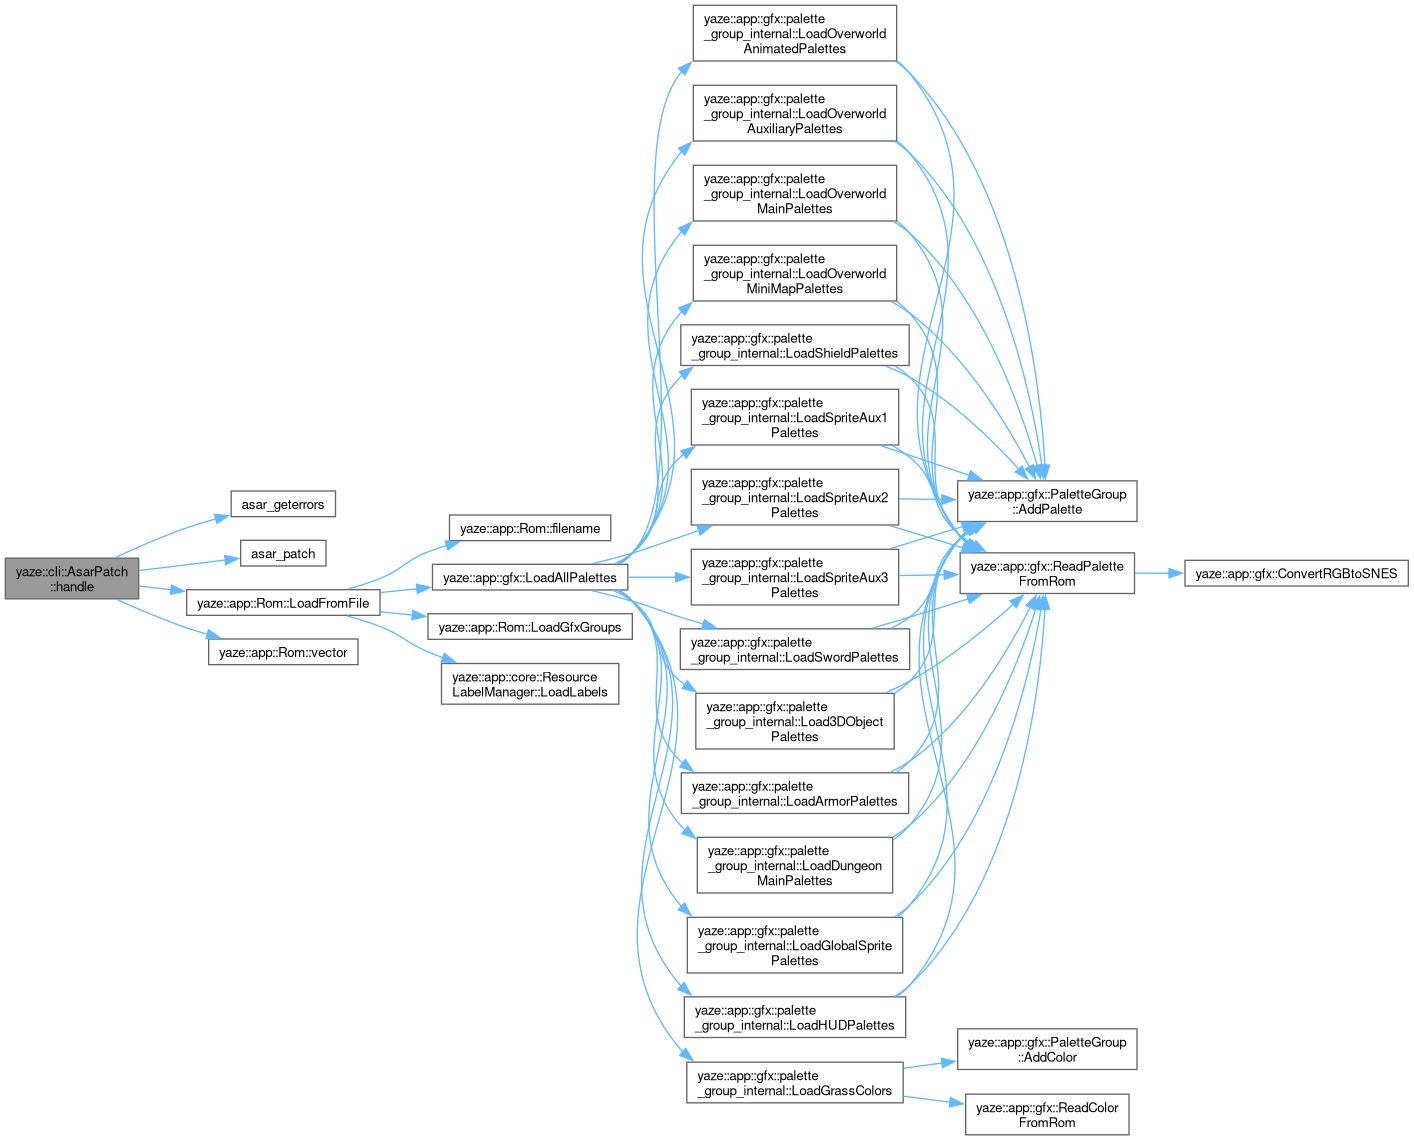 yaze::cli::AsarPatch
::handle
asar_geterrors
asar_patch
yaze::app::Rom::LoadFromFile
yaze::app::Rom::vector
yaze::app::Rom::filename
yaze::app::gfx::LoadAllPalettes
yaze::app::Rom::LoadGfxGroups
yaze::app::core::Resource
LabelManager::LoadLabels
yaze::app::gfx::palette
_group_internal::LoadOverworld
AnimatedPalettes
yaze::app::gfx::palette
_group_internal::LoadOverworld
AuxiliaryPalettes
yaze::app::gfx::palette
_group_internal::LoadOverworld
MainPalettes
yaze::app::gfx::palette
_group_internal::LoadOverworld
MiniMapPalettes
yaze::app::gfx::palette
_group_internal::LoadShieldPalettes
yaze::app::gfx::palette
_group_internal::LoadSpriteAux1
Palettes
yaze::app::gfx::palette
_group_internal::LoadSpriteAux2
Palettes
yaze::app::gfx::palette
_group_internal::LoadSpriteAux3
Palettes
yaze::app::gfx::palette
_group_internal::LoadSwordPalettes
yaze::app::gfx::palette
_group_internal::Load3DObject
Palettes
yaze::app::gfx::palette
_group_internal::LoadArmorPalettes
yaze::app::gfx::palette
_group_internal::LoadDungeon
MainPalettes
yaze::app::gfx::palette
_group_internal::LoadGlobalSprite
Palettes
yaze::app::gfx::palette
_group_internal::LoadHUDPalettes
yaze::app::gfx::palette
_group_internal::LoadGrassColors
yaze::app::gfx::PaletteGroup
::AddPalette
yaze::app::gfx::ReadPalette
FromRom
yaze::app::gfx::PaletteGroup
::AddColor
yaze::app::gfx::ReadColor
FromRom
yaze::app::gfx::ConvertRGBtoSNES